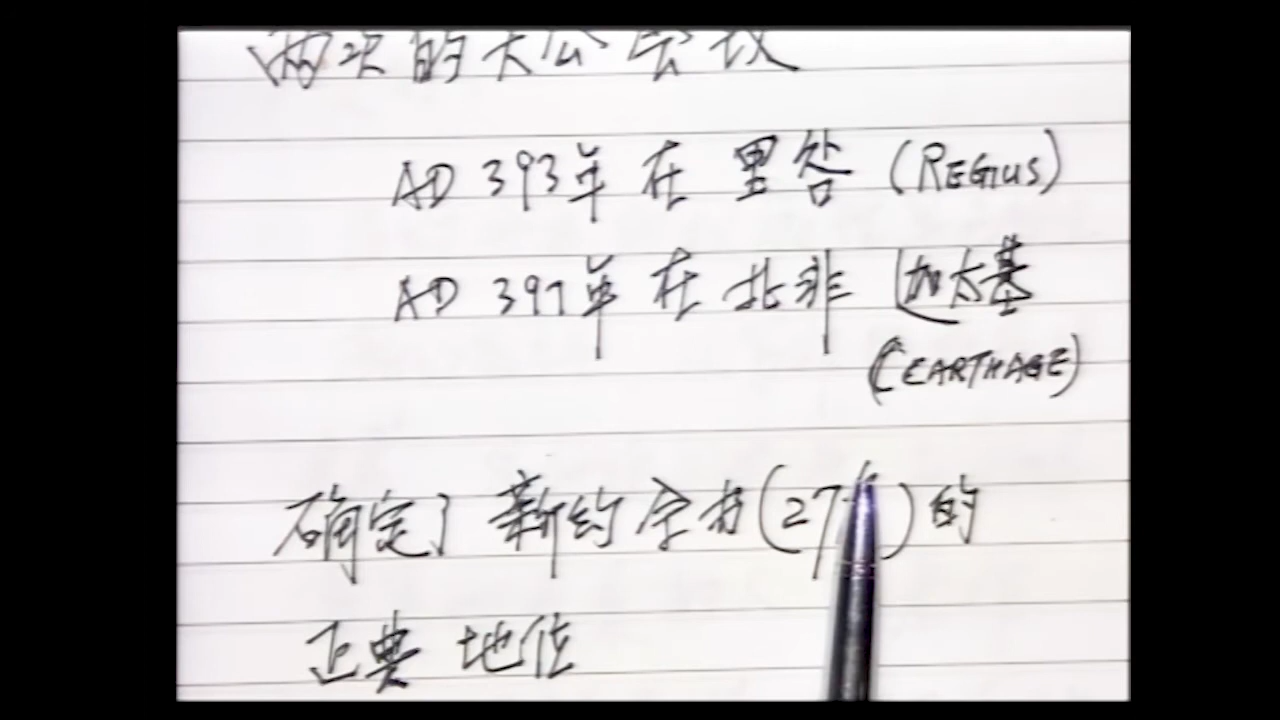 两次的大公会议
AD 393年 在 里咎 (REGIUS)
AD 397年 在 北非 迦太基
(CEARTHAGE)
确定了 新约全书(27 )的
正典 地位